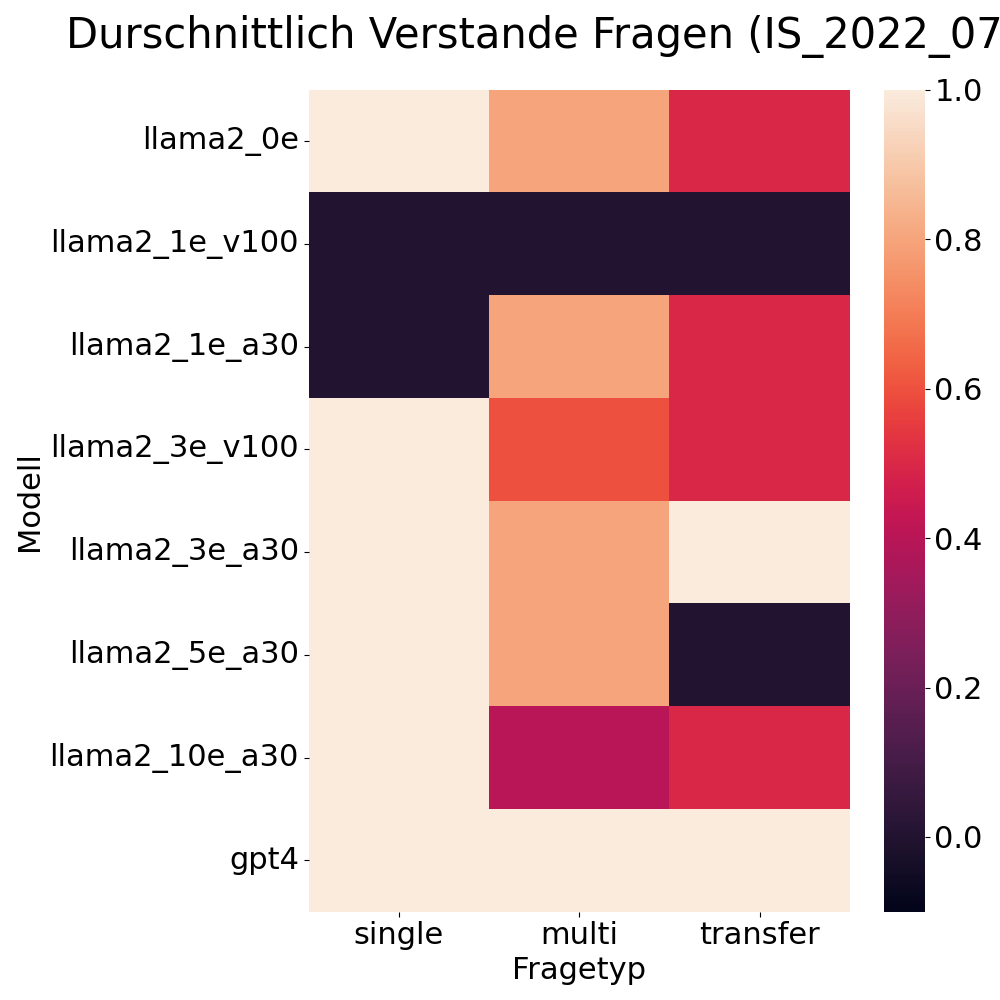 Durschnittlich Verstande Fragen (IS_2022_07
llama2_0e
llama2_1e_v100
llama2_1e_a30
llama2_3e_v100
llama2_3e_a30
llama2_5e_a30
llama2_10e_a30
gpt4
Modell
single multi transfer
Fragetyp
1.0
0.8
0.6
0.4
0.2
0.0